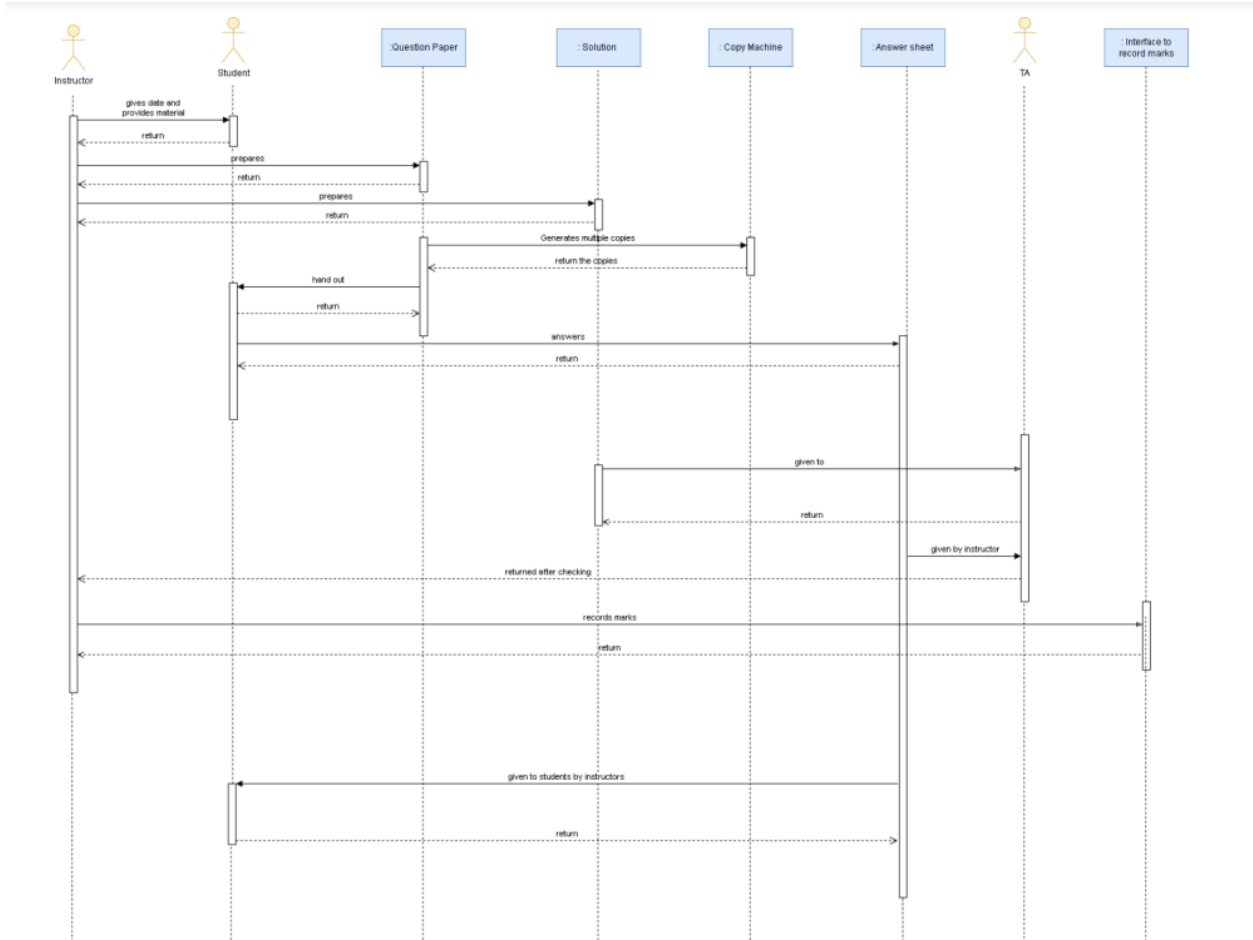 Instructor
Student
:Question Paper
: Solution
: Copy Machine
:Answer sheet
TA
: Interface to
record marks
gives date and
provides material
return
prepares
return
prepares
return
Generates multiple copies
return the copies
hand out
return
answers
return
given to
return
given by instructor
returned after checking
records marks
return
given to students by instructors
return